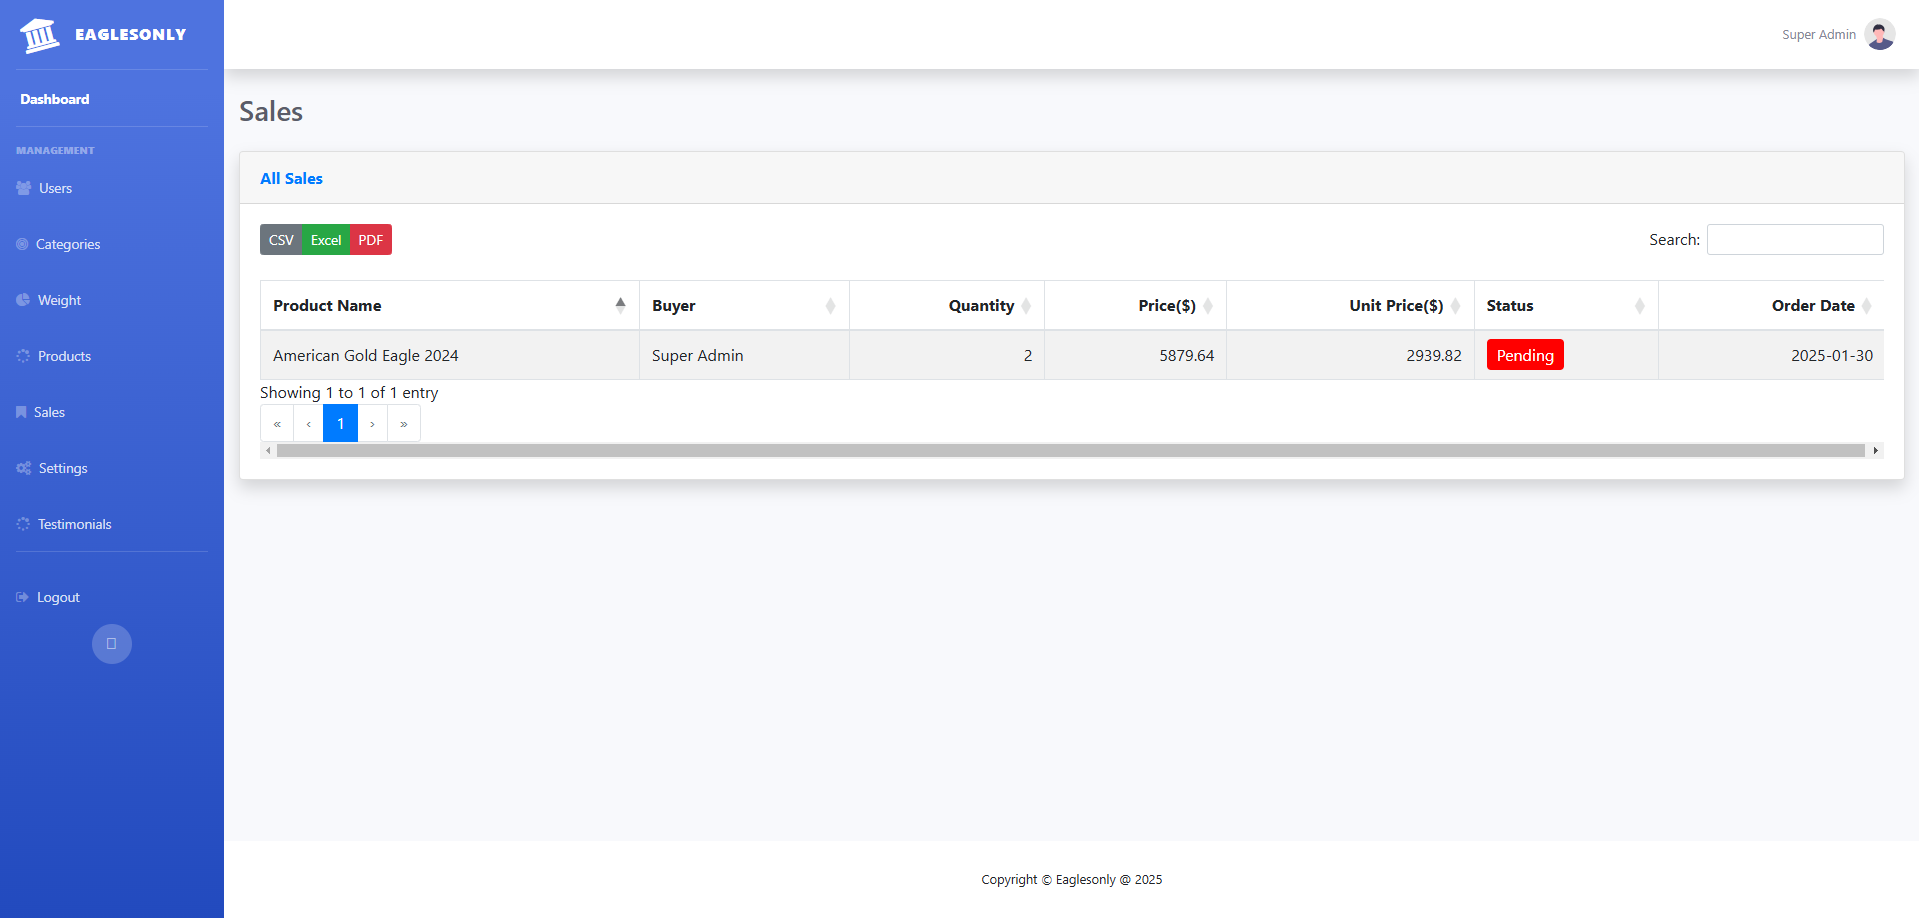 EAGLESONLY
Super Admin
Dashboard
MANAGEMENT
Users
Categories
Weight
Products
Sales
Settings
Testimonials
Logout
Sales
All Sales
CSV Excel PDF
Search:
Product Name Buyer Quantity Price($) Unit Price($) Status Order Date
American Gold Eagle 2024 Super Admin 2 5879.64 2939.82 Pending 2025-01-30
Showing 1 to 1 of 1 entry
« ‹ 1 › »
Copyright © Eaglesonly @ 2025